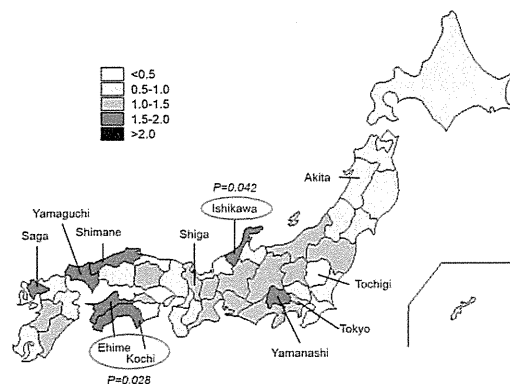 <0.5
0.5-1.0
1.0-1.5
1.5-2.0
>2.0
Akita
P=0.042
Ishikawa
Yamaguchi
Shimane
Saga
Shiga
Tochigi
Tokyo
Yamanashi
Ehime
Kochi
P=0.028